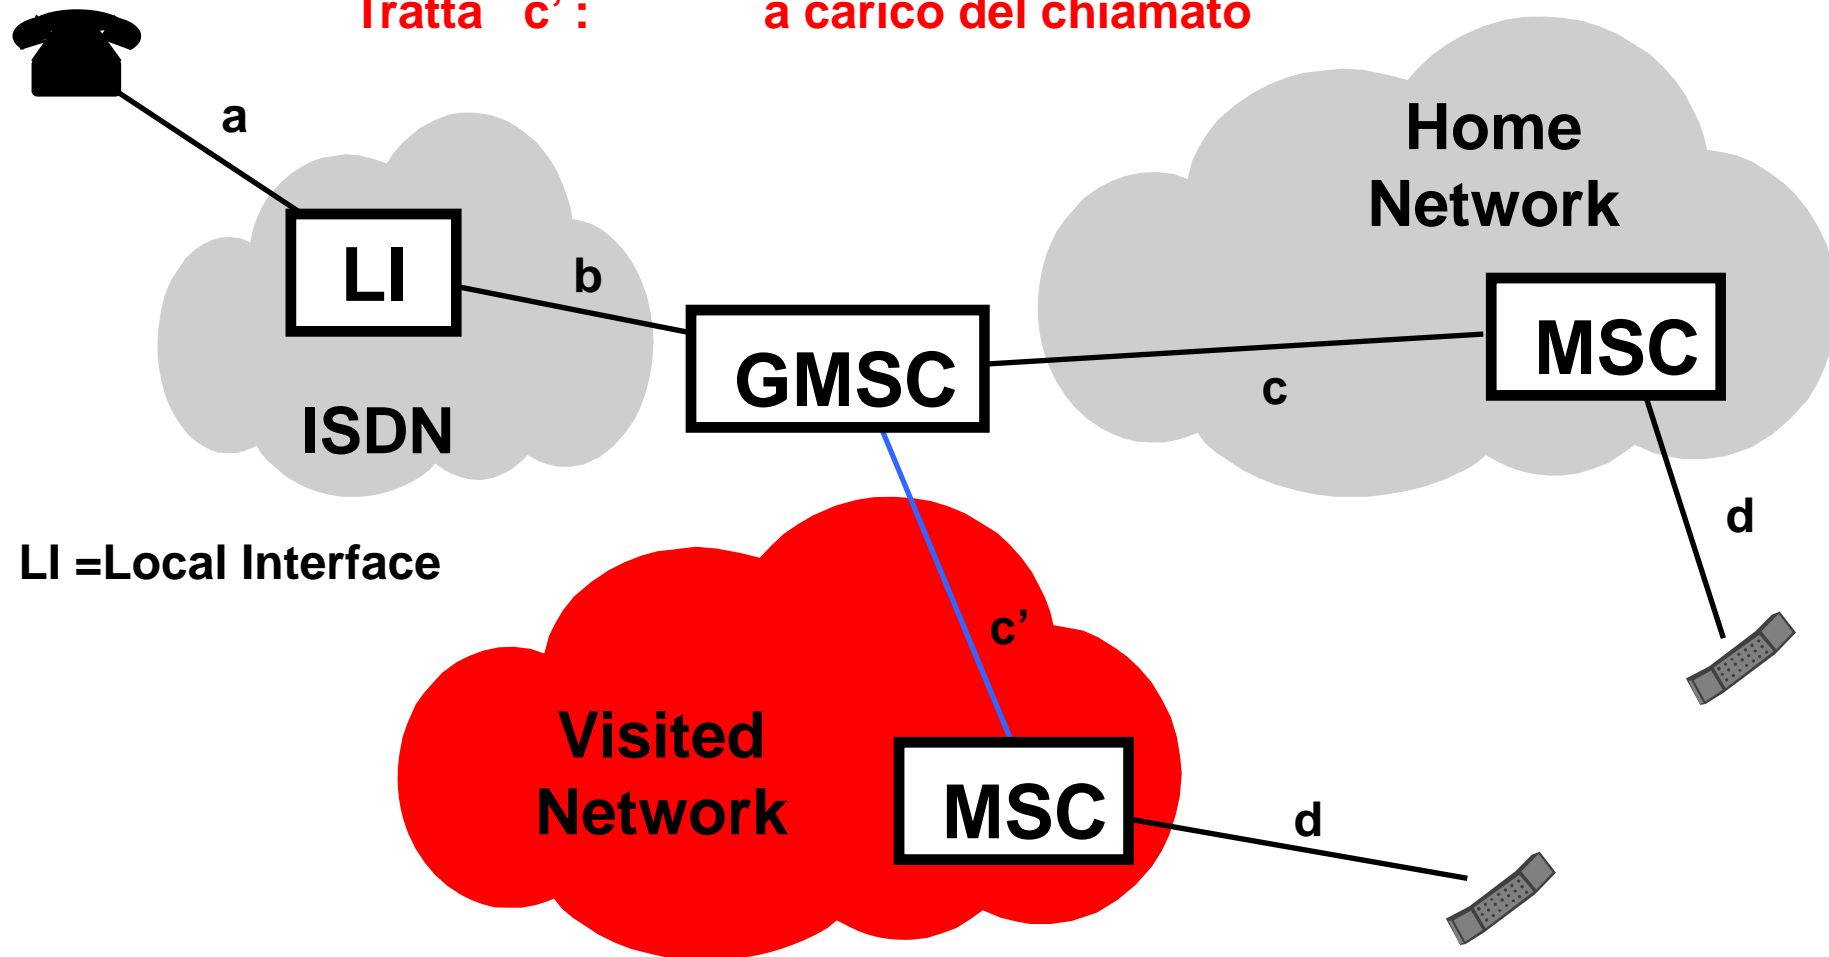 Tratta c’ : a carico del chiamato
a
Home
Network
LI
b
GMSC
MSC
c
ISDN
d
LI =Local Interface
c’
Visited
Network
MSC
d